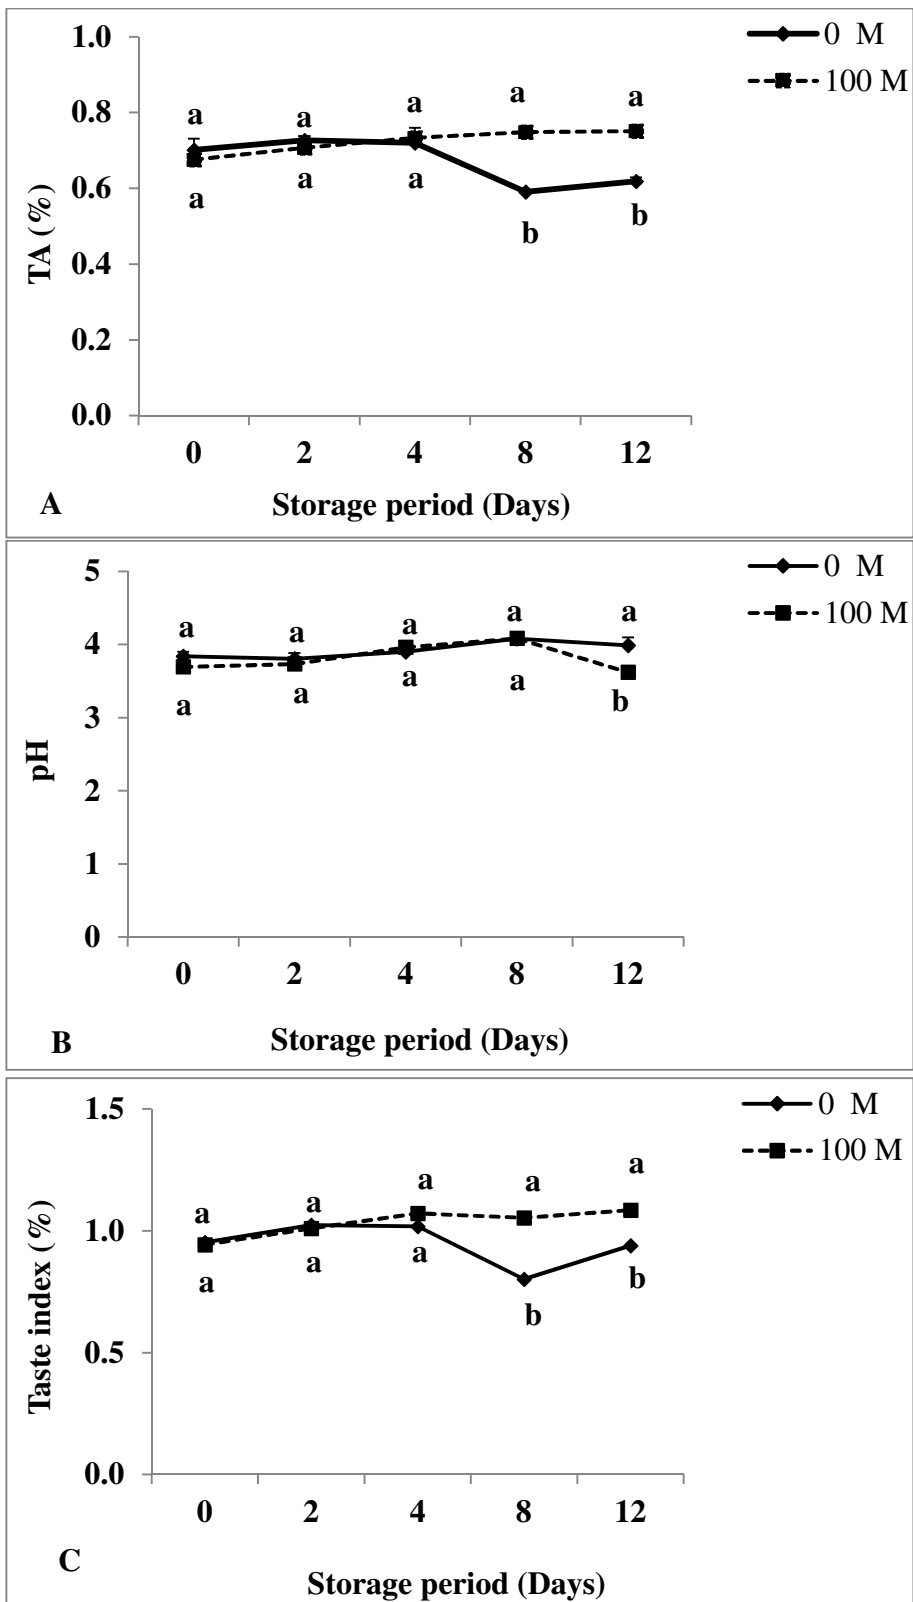 1.0
0.8
0.6
0.4
0.2
0.0
TA (%)
a a a a a
a a a b b
0 2 4 8 12
Storage period (Days)
A
0 M
100 M
5
4
3
2
1
0
pH
a a a a a
a a a a b
0 2 4 8 12
Storage period (Days)
B
0 M
100 M
1.5
1.0
0.5
0.0
Taste index (%)
a a a a a
a a a b b
0 2 4 8 12
Storage period (Days)
C
0 M
100 M